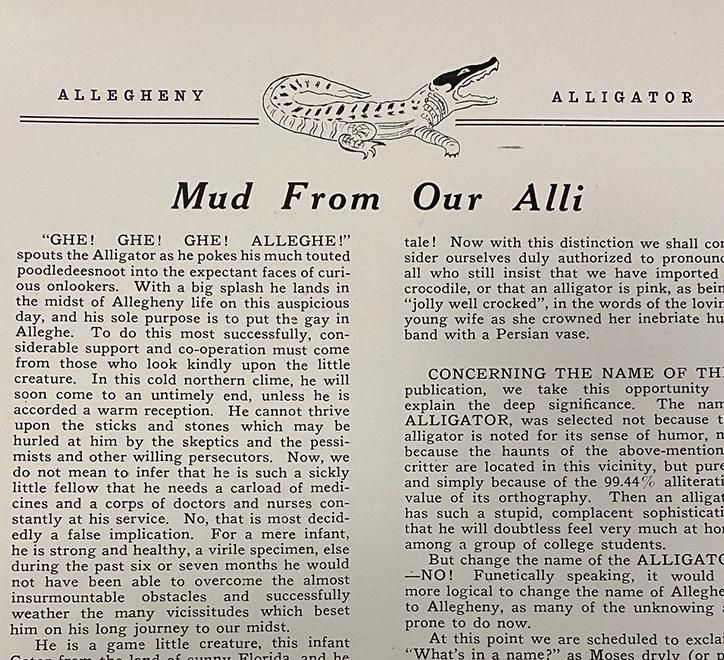 ALLEGHENY ALLIGATOR
Mud From Our Alli
"GHE! GHE! GHE! ALLEGHE!"
spouts the Alligator as he pokes his much touted
poodledeesnoot into the expectant faces of curi-
ous onlookers. With a big splash he lands in
the midst of Allegheny life on this auspicious
day, and his sole purpose is to put the gay in
Alleghe. To do this most successfully, con-
siderable support and co-operation must come
from those who look kindly upon the little
creature. In this cold northern clime, he will
soon come to an untimely end, unless he is
accorded a warm reception. He cannot thrive
upon the sticks and stones which may be
hurled at him by the skeptics and the pessi-
mists and other willing persecutors. Now, we
do not mean to infer that he is such a sickly
little fellow that he needs a carload of medi-
cines and a corps of doctors and nurses con-
stantly at his service. No, that is most decid-
edly a false implication. For a mere infant,
he is strong and healthy, a virile specimen, else
during the past six or seven months he would
not have been able to overcome the almost
insurmountable obstacles and successfully
weather the many vicissitudes which beset
him on his long journey to our midst.
He is a game little creature, this infant
Gator from the land of sunny Florida, and he
tale! Now with this distinction we shall con
sider ourselves duly authorized to pronounc
all who still insist that we have imported
crocodile, or that an alligator is pink, as bein
"jolly well crocked", in the words of the lovin
young wife as she crowned her inebriate hu
band with a Persian vase.
CONCERNING THE NAME OF TH
publication, we take this opportunity
explain the deep significance. The nam
ALLIGATOR, was selected not because t
alligator is noted for its sense of humor, n
because the haunts of the above-mention
critter are located in this vicinity, but pure
and simply because of the 99.44% alliterati
value of its orthography. Then an alligat
has such a stupid, complacent sophisticati
that he will doubtless feel very much at ho
among a group of college students.
But change the name of the ALLIGATO
—NO! Funetically speaking, it would
more logical to change the name of Alleghe
to Allegheny, as many of the unknowing a
prone to do now.
At this point we are scheduled to exclai
"What's in a name?" as Moses dryly (or p